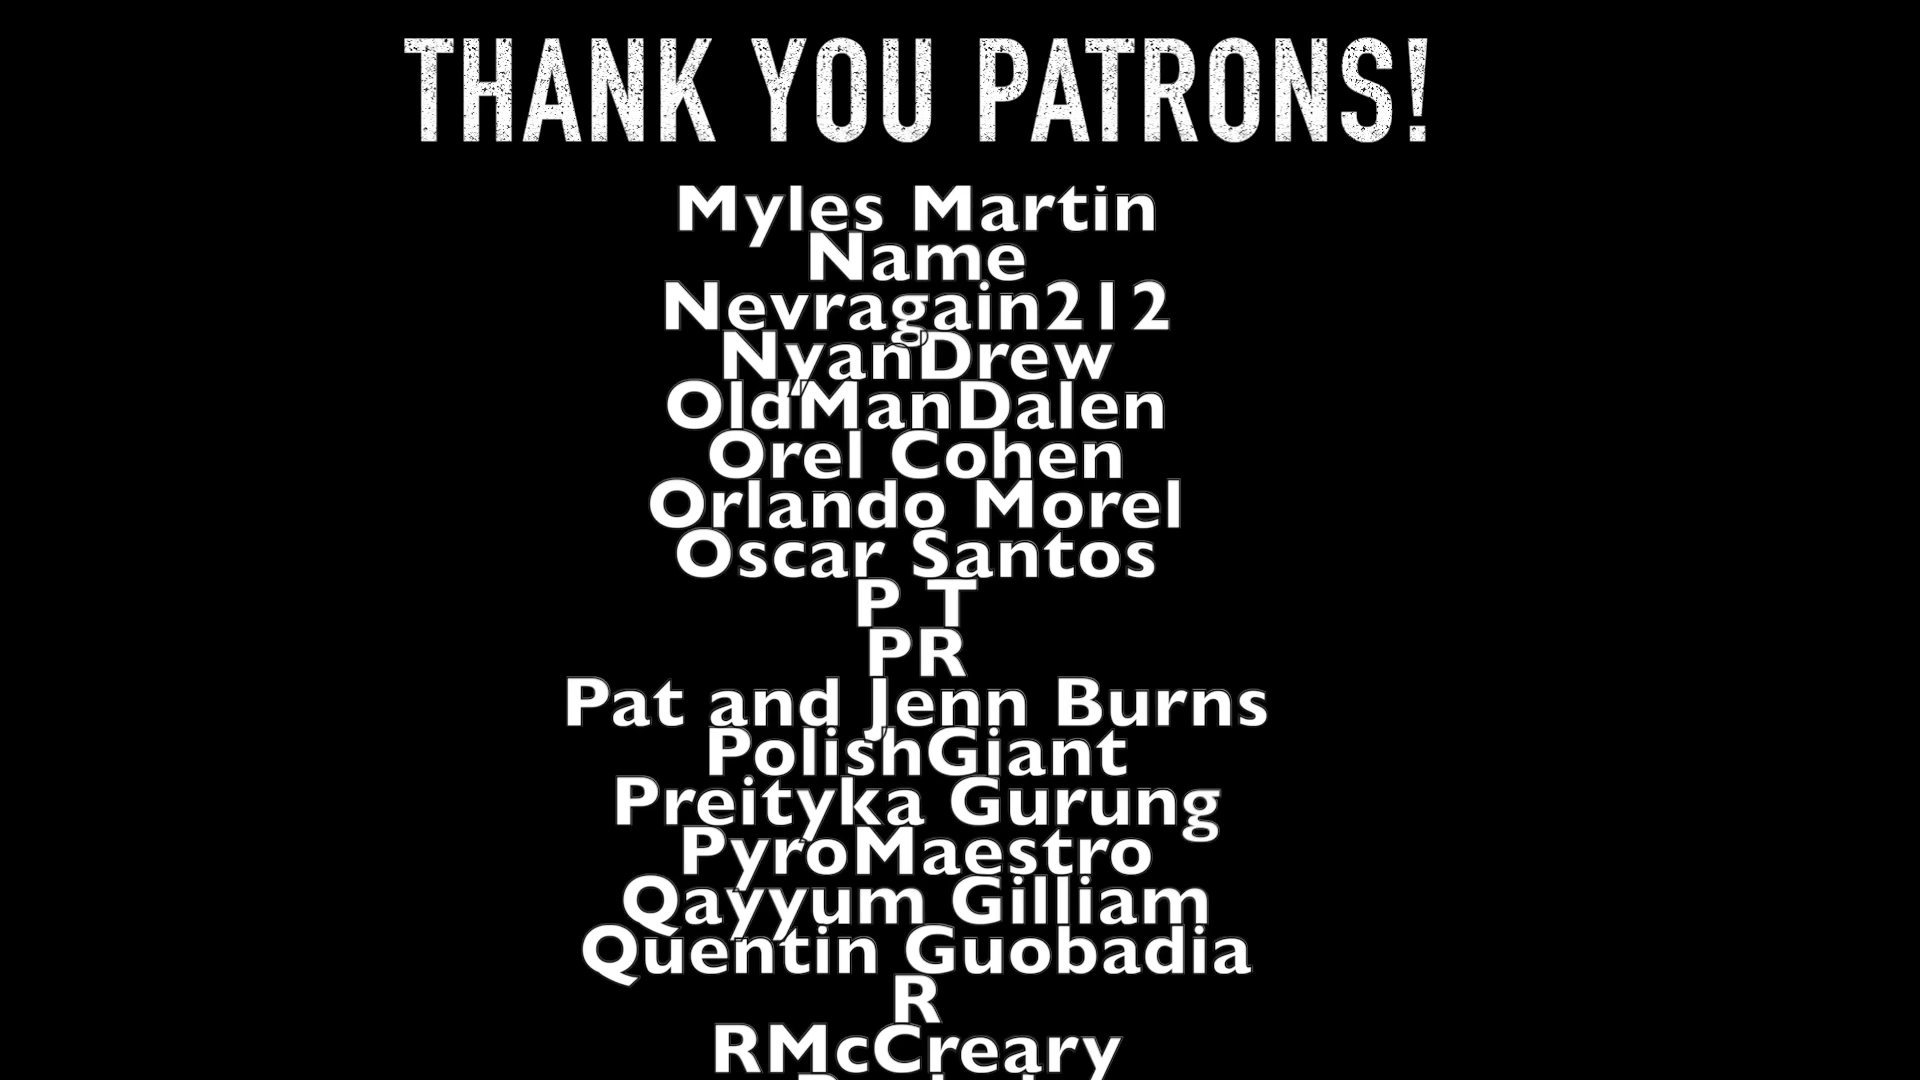 THANK YOU PATRONS!
Myles Martin
Name
Nevragain212
NyanDrew
OldManDalen
Orel Cohen
Orlando Morel
Oscar Santos
P T
PR
Pat and Jenn Burns
PolishGiant
Preityka Gurung
PyroMaestro
Qayyum Gilliam
Quentin Guobadia
R
RMcCreary